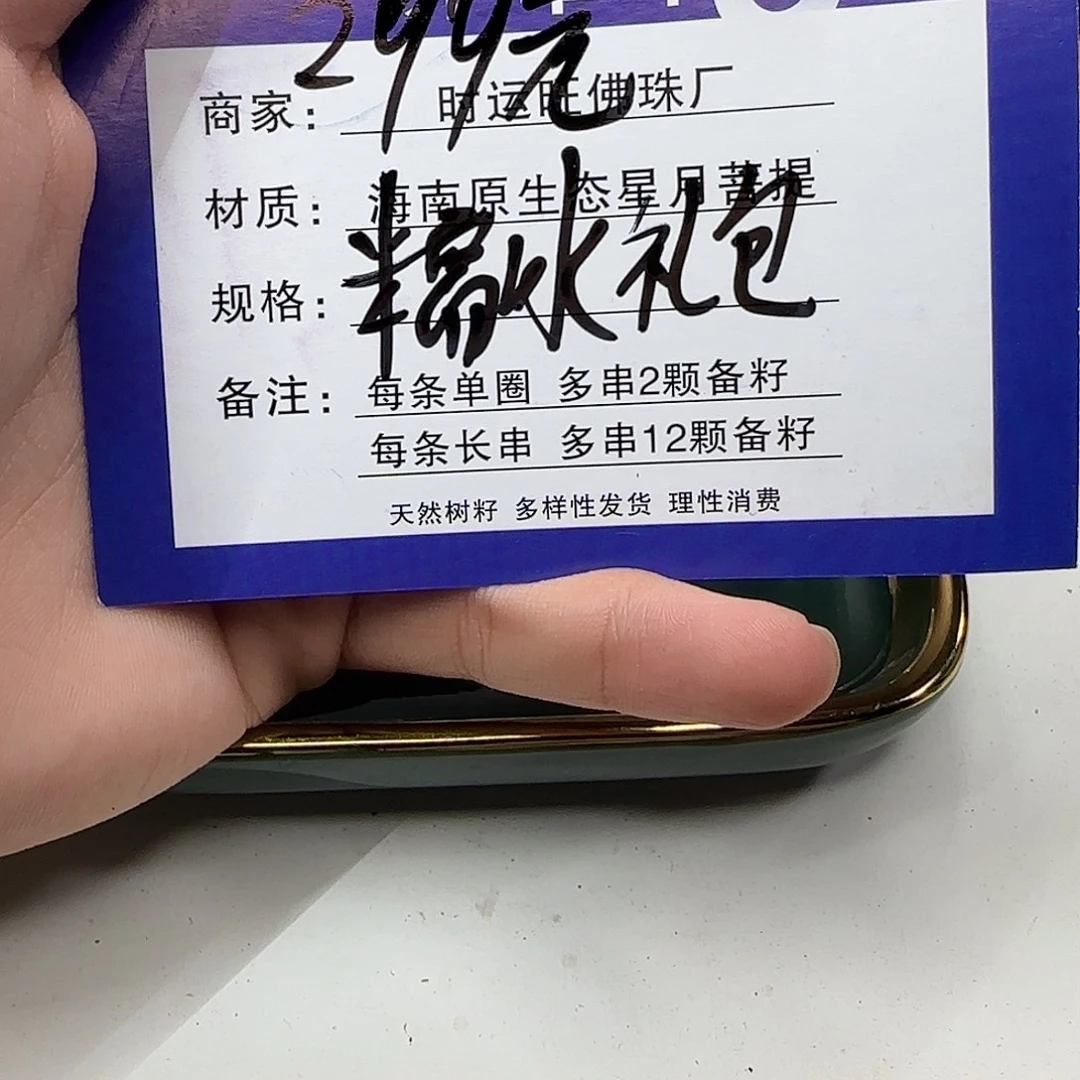 299元
商家： 时运旺佛珠厂
材质： 海南原生态星月菩提
规格： 半高水礼包
备注： 每条单圈 多串2颗备籽
每条长串 多串12颗备籽
天然树籽 多样性发货 理性消费